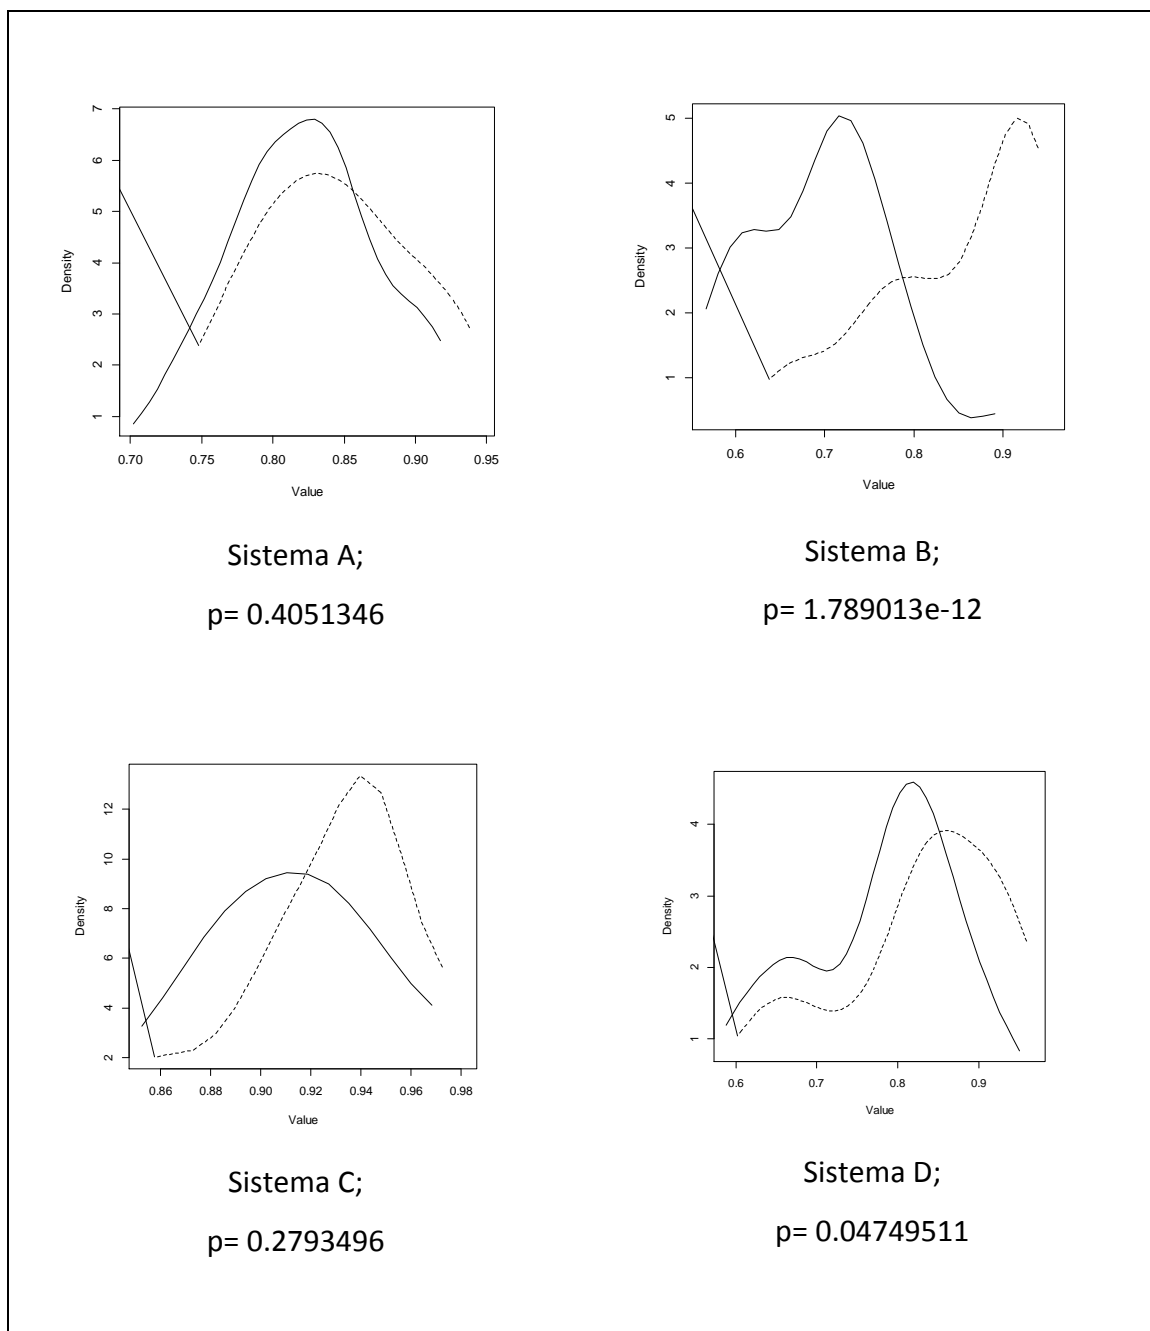 7
6
5
4
3
2
1
Density
0.70 0.75 0.80 0.85 0.90 0.95
Value
Sistema A;
p= 0.4051346
5
4
3
2
1
Density
0.6 0.7 0.8 0.9
Value
Sistema B;
p= 1.789013e-12
12
10
8
6
4
2
Density
0.86 0.88 0.90 0.92 0.94 0.96 0.98
Value
Sistema C;
p= 0.2793496
4
3
2
1
Density
0.6 0.7 0.8 0.9
Value
Sistema D;
p= 0.04749511